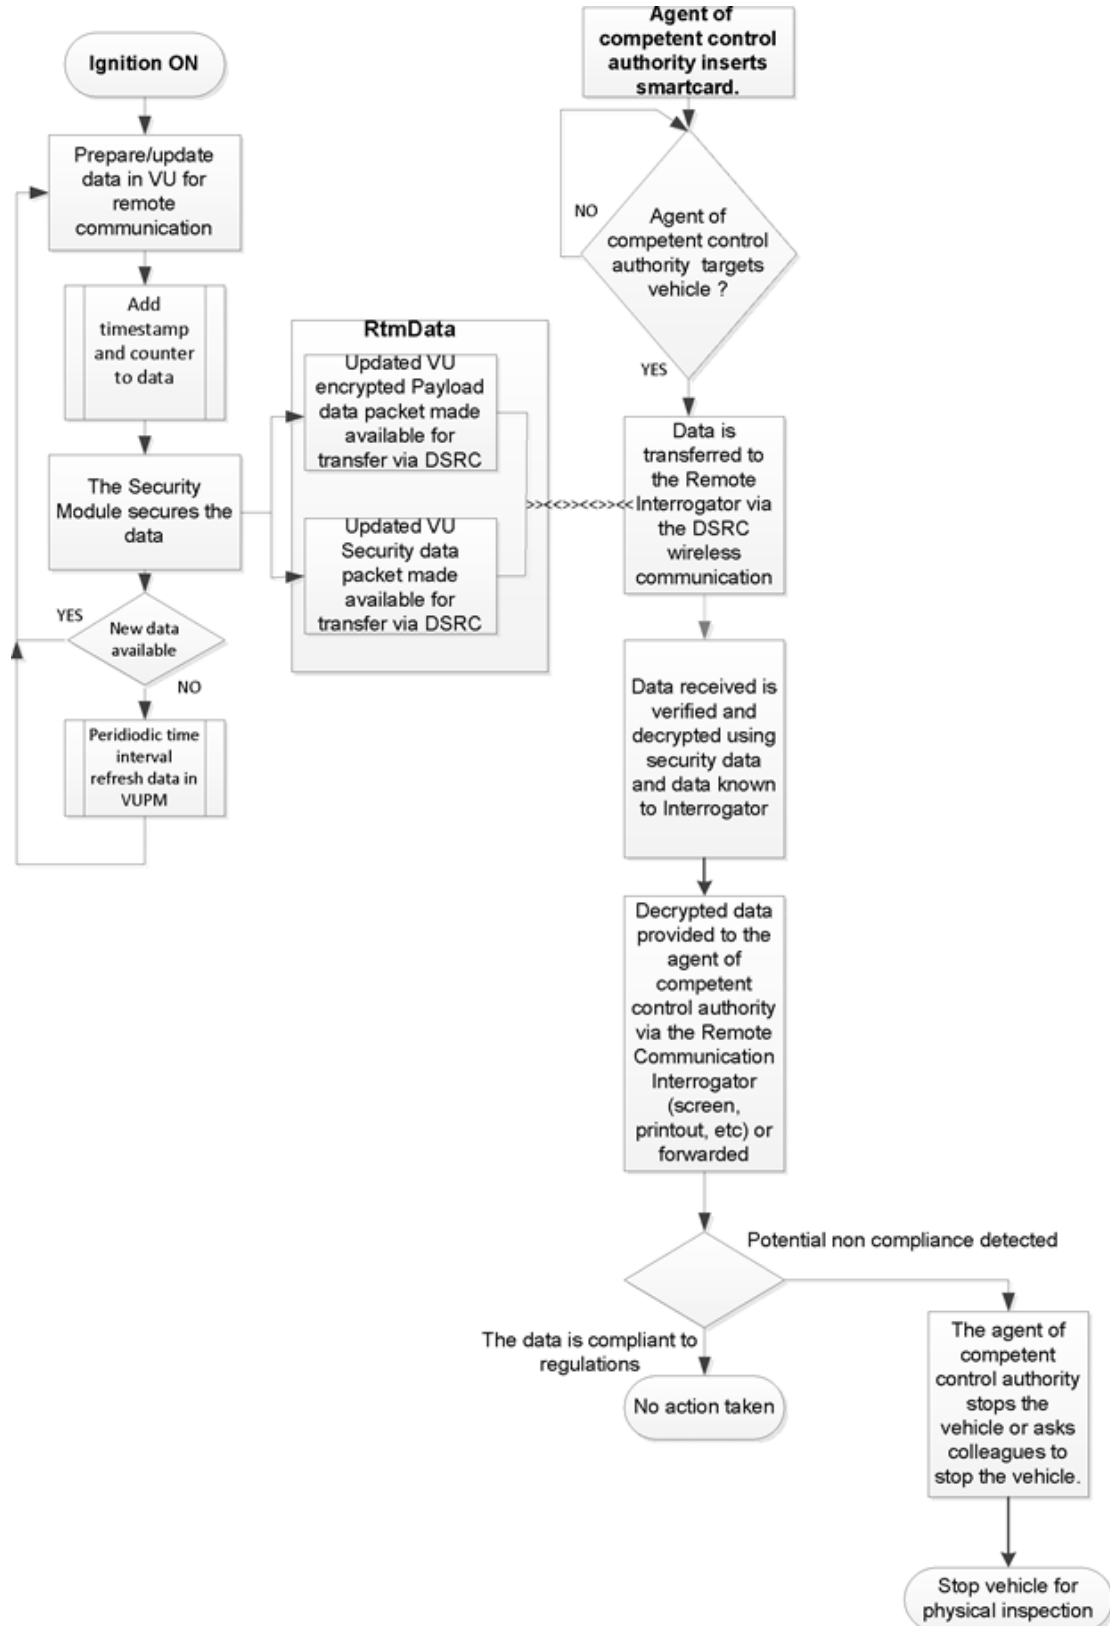 Ignition ON
Prepare/update
data in VU for
remote
communication
Add
timestamp
and counter
to data
The Security
Module secures the
data
YES
New data
available
NO
Peridiodic time
interval
refresh data in
VUPM
RtmData
Updated VU
encrypted Payload
data packet made
available for
transfer via DSRC
Updated VU
Security data
packet made
available for
transfer via DSRC
>><<>><<>><<
Agent of
competent control
authority inserts
smartcard.
NO
Agent of
competent control
authority targets
vehicle ?
YES
Data is
transferred to
the Remote
Interrogator via
the DSRC
wireless
communication
Data received is
verified and
decrypted using
security data
and data known
to Interrogator
Decrypted data
provided to the
agent of
competent
control authority
via the Remote
Communication
Interrogator
(screen,
printout, etc) or
forwarded
Potential non compliance detected
The data is compliant to
regulations
No action taken
The agent of
competent
control authority
stops the
vehicle or asks
colleagues to
stop the vehicle.
Stop vehicle for
physical inspection